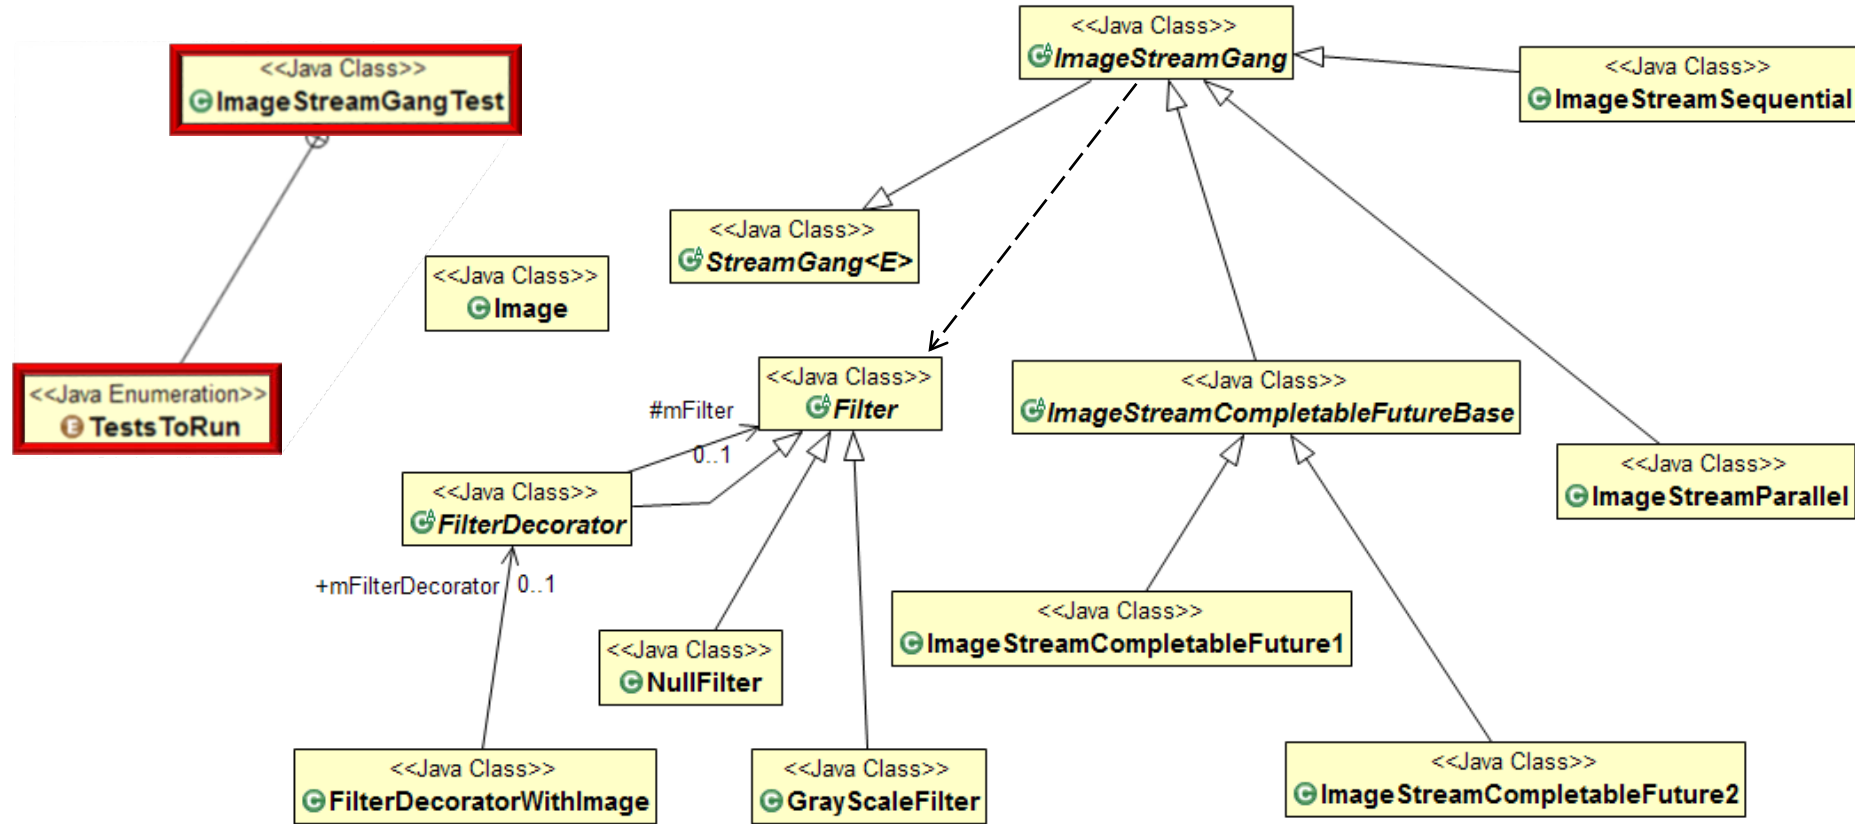 <<Java Class>>
ImageStreamGang
<<Java Class>>
ImageStreamGangTest
<<Java Class>>
ImageStreamSequential
<<Java Class>>
StreamGang<E>
<<Java Class>>
Image
<<Java Enumeration>>
TestsToRun
<<Java Class>>
Filter
<<Java Class>>
ImageStreamCompletableFutureBase
#mFilter
0..1
<<Java Class>>
ImageStreamParallel
<<Java Class>>
FilterDecorator
+mFilterDecorator
0..1
<<Java Class>>
ImageStreamCompletableFuture1
<<Java Class>>
NullFilter
<<Java Class>>
FilterDecoratorWithImage
<<Java Class>>
GrayScaleFilter
<<Java Class>>
ImageStreamCompletableFuture2